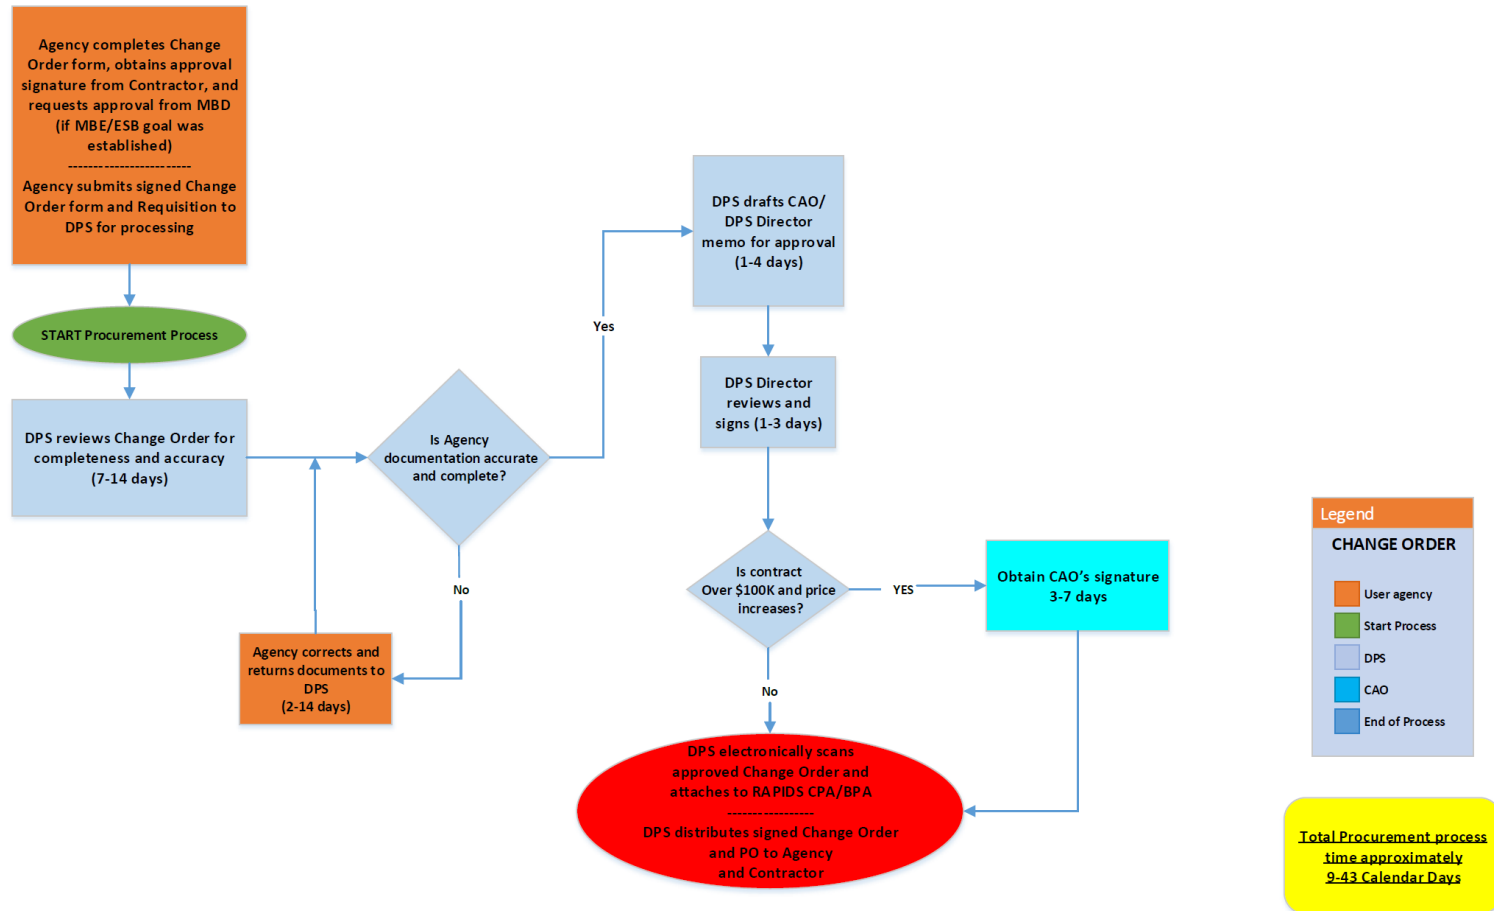 Agency completes Change
Order form, obtains approval
signature from Contractor, and
requests approval from MBD
(if MBE/ESB goal was
established)
------------------------
Agency submits signed Change
Order form and Requisition to
DPS for processing
START Procurement Process
DPS reviews Change Order for
completeness and accuracy
(7-14 days)
Is Agency
documentation accurate
and complete?
No
Agency corrects and
returns documents to
DPS
(2-14 days)
Yes
DPS drafts CAO/
DPS Director
memo for approval
(1-4 days)
DPS Director
reviews and
signs (1-3 days)
Is contract
Over $100K and price
increases?
YES
Obtain CAO's signature
3-7 days
No
DPS electronically scans
approved Change Order and
attaches to RAPIDS CPA/BPA
-----------------
DPS distributes signed Change Order
and PO to Agency
and Contractor
Legend
CHANGE ORDER
User agency
Start Process
DPS
CAO
End of Process
Total Procurement process
time approximately
9-43 Calendar Days